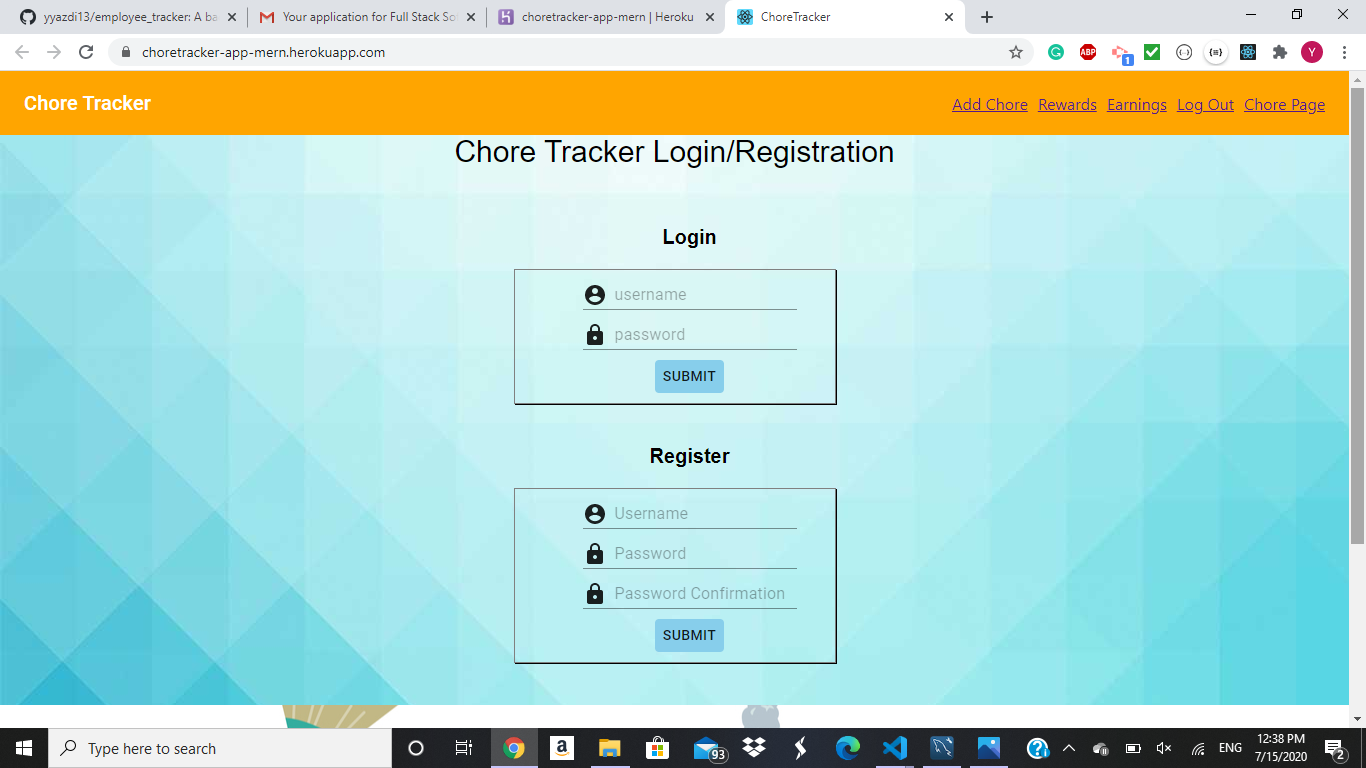 yyazdi13/employee_tracker: A ba
Your application for Full Stack So
choretracker-app-mern | Heroku
ChoreTracker
choretracker-app-mern.herokuapp.com
ABP
1
Y
Chore Tracker
Add Chore Rewards Earnings Log Out Chore Page
Chore Tracker Login/Registration
Login
username
password
SUBMIT
Register
Username
Password
Password Confirmation
SUBMIT
Type here to search
93
ENG
12:38 PM
7/15/2020
2